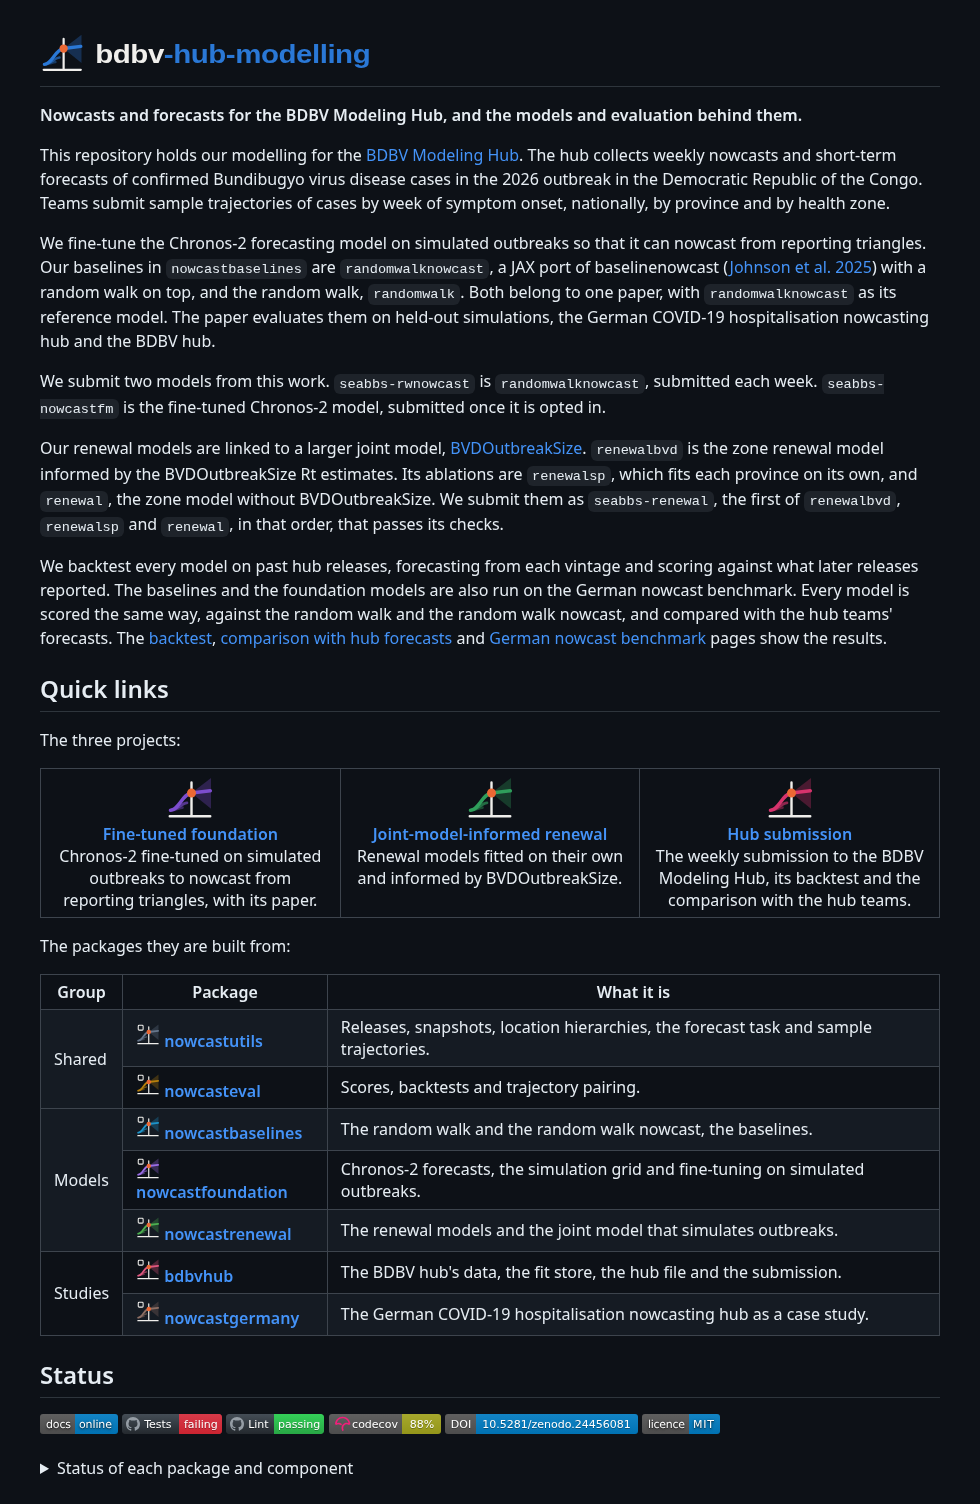 bdbv-hub-modelling
Nowcasts and forecasts for the BDBV Modeling Hub, and the models and evaluation behind them.
This repository holds our modelling for the BDBV Modeling Hub. The hub collects weekly nowcasts and short-term
forecasts of confirmed Bundibugyo virus disease cases in the 2026 outbreak in the Democratic Republic of the Congo.
Teams submit sample trajectories of cases by week of symptom onset, nationally, by province and by health zone.
We fine-tune the Chronos-2 forecasting model on simulated outbreaks so that it can nowcast from reporting triangles.
Our baselines in nowcastbaselines are randomwalknowcast, a JAX port of baselinenowcast (Johnson et al. 2025) with a
random walk on top, and the random walk, randomwalk. Both belong to one paper, with randomwalknowcast as its
reference model. The paper evaluates them on held-out simulations, the German COVID-19 hospitalisation nowcasting
hub and the BDBV hub.
We submit two models from this work. seabbs-rwnowcast is randomwalknowcast, submitted each week. seabbs-
nowcastfm is the fine-tuned Chronos-2 model, submitted once it is opted in.
Our renewal models are linked to a larger joint model, BVDOutbreakSize. renewalbvd is the zone renewal model
informed by the BVDOutbreakSize Rt estimates. Its ablations are renewalsp, which fits each province on its own, and
renewal, the zone model without BVDOutbreakSize. We submit them as seabbs-renewal, the first of renewalbvd,
renewalsp and renewal, in that order, that passes its checks.
We backtest every model on past hub releases, forecasting from each vintage and scoring against what later releases
reported. The baselines and the foundation models are also run on the German nowcast benchmark. Every model is
scored the same way, against the random walk and the random walk nowcast, and compared with the hub teams'
forecasts. The backtest, comparison with hub forecasts and German nowcast benchmark pages show the results.
Quick links
The three projects:
Fine-tuned foundation
Chronos-2 fine-tuned on simulated
outbreaks to nowcast from
reporting triangles, with its paper.
Joint-model-informed renewal
Renewal models fitted on their own
and informed by BVDOutbreakSize.
Hub submission
The weekly submission to the BDBV
Modeling Hub, its backtest and the
comparison with the hub teams.
The packages they are built from:
Group Package What it is
Shared
nowcastutils
Releases, snapshots, location hierarchies, the forecast task and sample
trajectories.
nowcasteval Scores, backtests and trajectory pairing.
Models
nowcastbaselines The random walk and the random walk nowcast, the baselines.
nowcastfoundation
Chronos-2 forecasts, the simulation grid and fine-tuning on simulated
outbreaks.
nowcastrenewal The renewal models and the joint model that simulates outbreaks.
Studies
bdbvhub The BDBV hub's data, the fit store, the hub file and the submission.
nowcastgermany The German COVID-19 hospitalisation nowcasting hub as a case study.
Status
docs online Tests failing Lint passing codecov 88% DOI 10.5281/zenodo.24456081 licence MIT
Status of each package and component